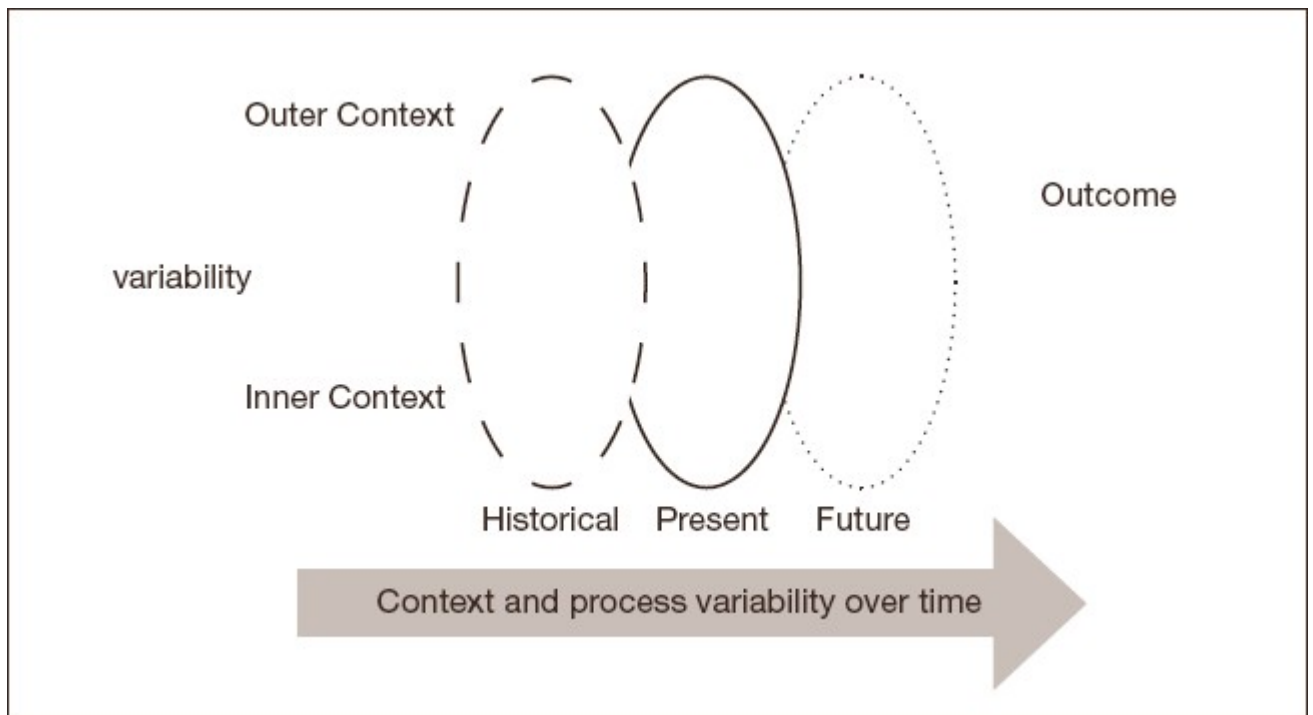 Outer Context
Outcome
variability
Inner Context
Historical Present Future
Context and process variability over time